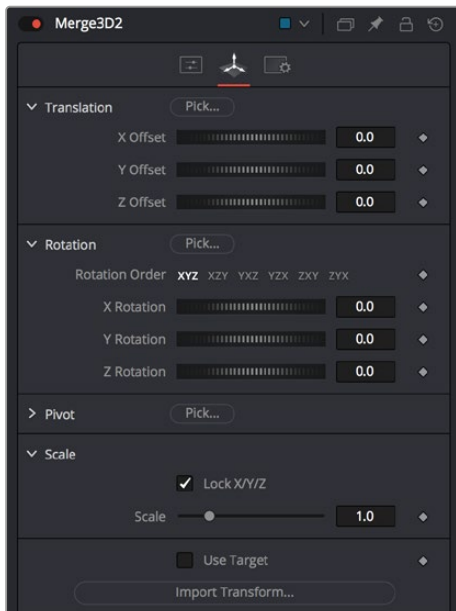 Merge3D2
Translation Pick...
X Offset 0.0
Y Offset 0.0
Z Offset 0.0
Rotation Pick...
Rotation Order XYZ XZY YXZ YZX ZXY ZYX
X Rotation 0.0
Y Rotation 0.0
Z Rotation 0.0
Pivot Pick...
Scale
Lock X/Y/Z
Scale 1.0
Use Target
Import Transform...